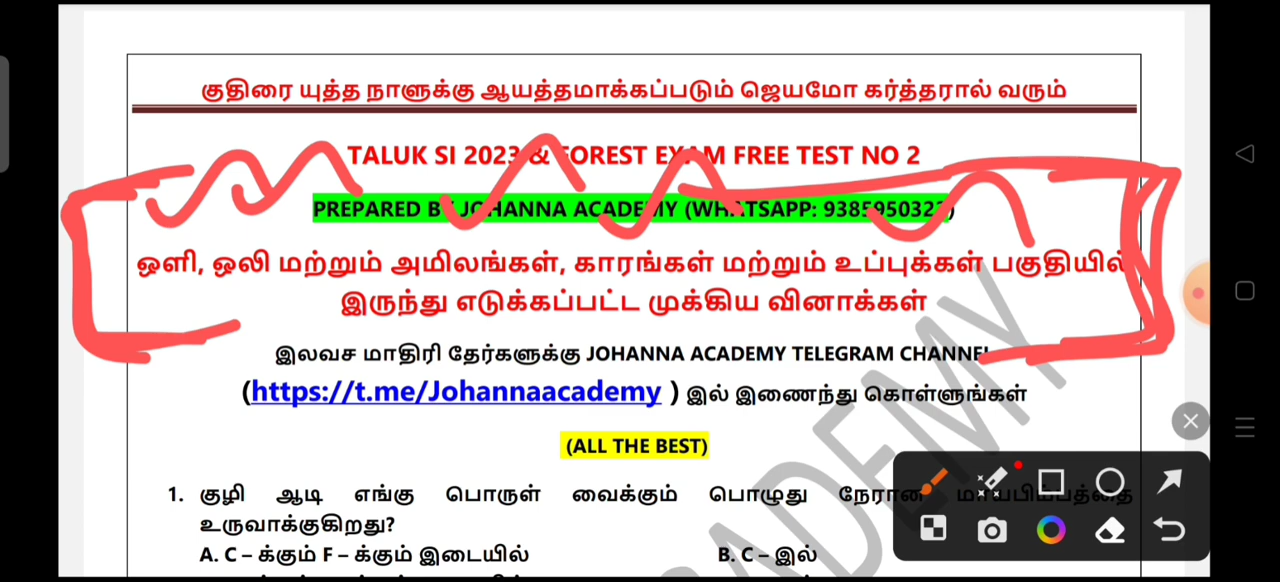 குதிரை யுத்த நாளுக்கு ஆயத்தமாக்கப்படும் ஜெயமோ கர்த்தரால் வரும்
TALUK SI 2023 & FOREST EXAM FREE TEST NO 2
PREPARED BY JOHANNA ACADEMY (WHATSAPP:
ஒளி, ஒலி மற்றும் அமிலங்கள், காரங்கள் மற்றும் உப்புக்கள் பகுதியில்
இருந்து எடுக்கப்பட்ட முக்கிய வினாக்கள்
இலவச மாதிரி தேர்களுக்கு JOHANNA ACADEMY TELEGRAM CHANNEL
(https://t.me/Johannaacademy ) இல் இணைந்து கொள்ளுங்கள்
(ALL THE BEST)
1. குழி ஆடி எங்கு பொருள் வைக்கும் பொழுது நேரான மாயபிம்பத்தை
உருவாக்குகிறது?
A. C – க்கும் F – க்கும் இடையில் B. C – இல்
ACADEMY